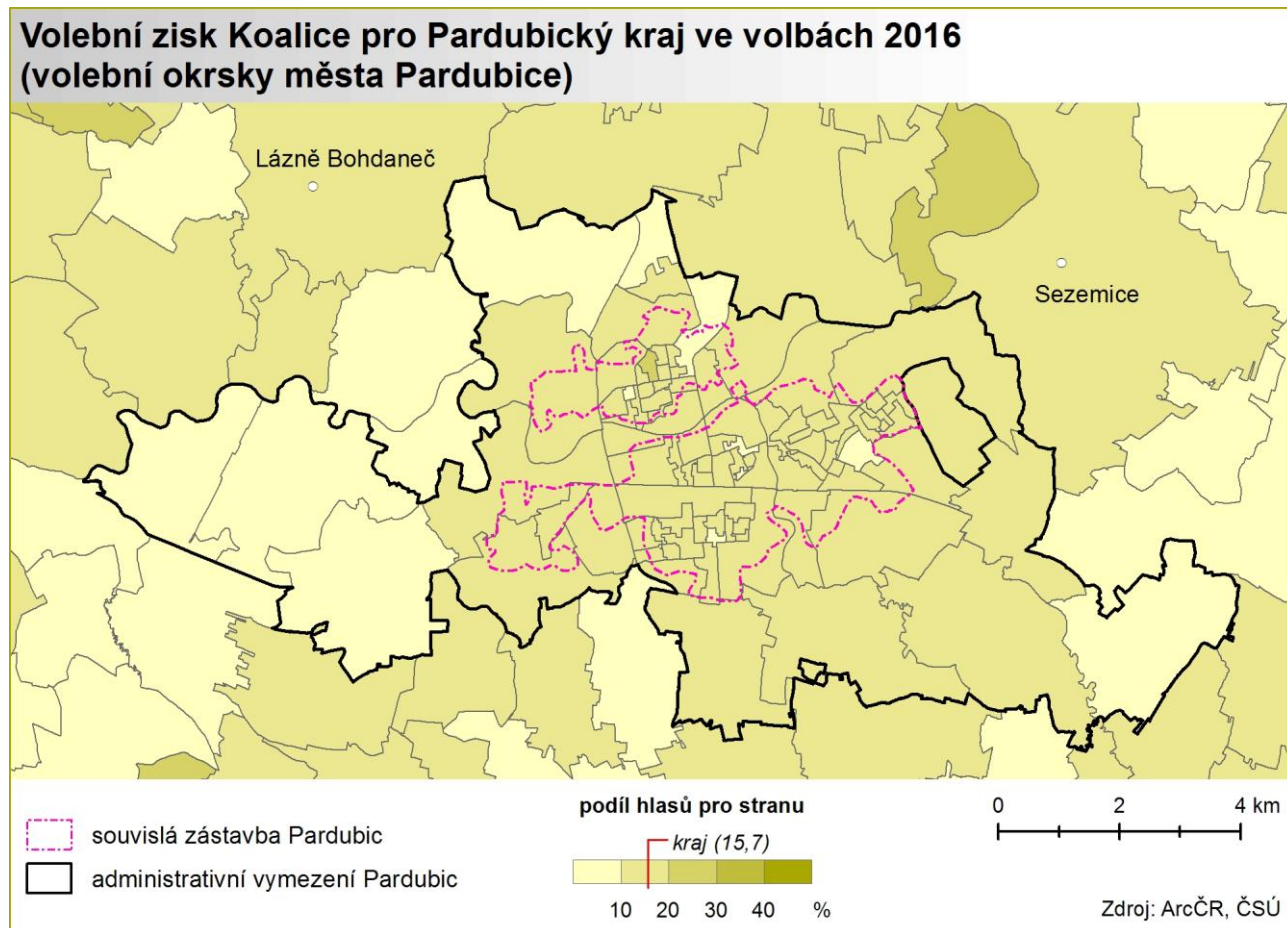 Volební zisk Koalice pro Pardubický kraj ve volbách 2016
(volební okrsky města Pardubice)
Lázně Bohdaneč
Sezemice
souvislá zástavba Pardubic
administrativní vymezení Pardubic
podíl hlasů pro stranu
kraj (15,7)
10 20 30 40 %
0 2 4 km
Zdroj: ArcČR, ČSÚ